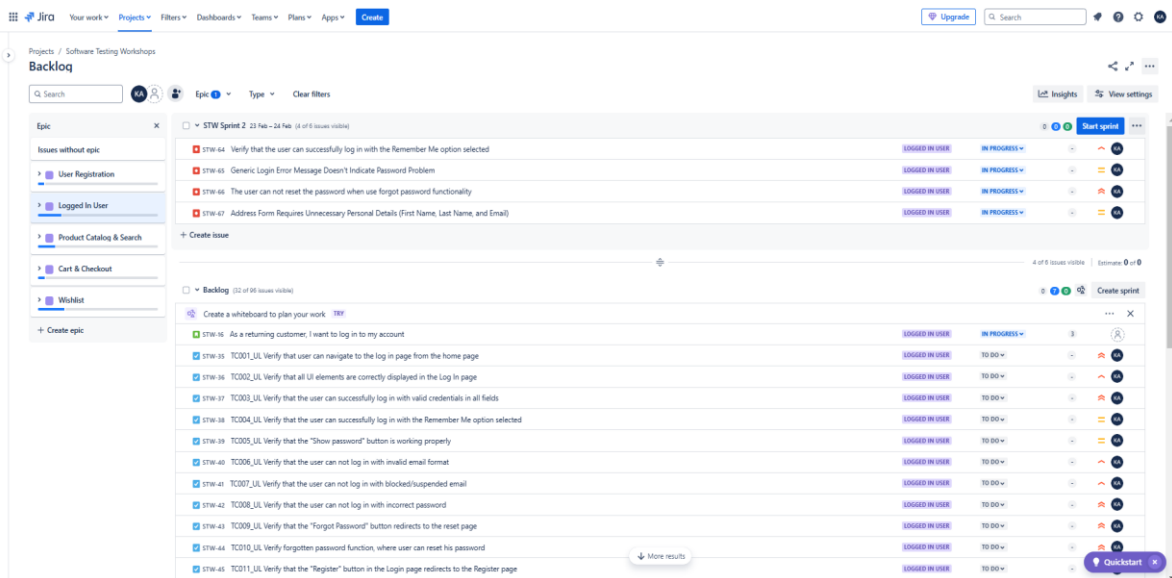 Jira Your work Projects Filters Dashboards Teams Plans Apps Create Upgrade Search KA
Projects / Software Testing Workshops
Backlog
Search KA Epic 1 Type Clear filters Insights View settings
Epic
Issues without epic
User Registration
Logged In User
Product Catalog & Search
Cart & Checkout
Wishlist
+ Create epic
STW Sprint 2 23 Feb – 24 Feb (4 of 6 issues visible) 0 0 0 Start sprint
STW-64 Verify that the user can successfully log in with the Remember Me option selected LOGGED IN USER IN PROGRESS - KA
STW-65 Generic Login Error Message Doesn't Indicate Password Problem LOGGED IN USER IN PROGRESS - KA
STW-66 The user can not reset the password when use forgot password functionality LOGGED IN USER IN PROGRESS - KA
STW-67 Address Form Requires Unnecessary Personal Details (First Name, Last Name, and Email) LOGGED IN USER IN PROGRESS - KA
+ Create issue
4 of 6 issues visible Estimate: 0 of 0
Backlog (32 of 96 issues visible) 0 7 0 Create sprint
Create a whiteboard to plan your work TRY
STW-16 As a returning customer, I want to log in to my account LOGGED IN USER IN PROGRESS 3
STW-35 TC001_UL Verify that user can navigate to the log in page from the home page LOGGED IN USER TO DO - KA
STW-36 TC002_UL Verify that all UI elements are correctly displayed in the Log In page LOGGED IN USER TO DO - KA
STW-37 TC003_UL Verify that the user can successfully log in with valid credentials in all fields LOGGED IN USER TO DO - KA
STW-38 TC004_UL Verify that the user can successfully log in with the Remember Me option selected LOGGED IN USER TO DO - KA
STW-39 TC005_UL Verify that the "Show password" button is working properly LOGGED IN USER TO DO - KA
STW-40 TC006_UL Verify that the user can not log in with invalid email format LOGGED IN USER TO DO - KA
STW-41 TC007_UL Verify that the user can not log in with blocked/suspended email LOGGED IN USER TO DO - KA
STW-42 TC008_UL Verify that the user can not log in with incorrect password LOGGED IN USER TO DO - KA
STW-43 TC009_UL Verify that the "Forgot Password" button redirects to the reset page LOGGED IN USER TO DO - KA
STW-44 TC010_UL Verify forgotten password function, where user can reset his password LOGGED IN USER TO DO - KA
More results
STW-45 TC011_UL Verify that the "Register" button in the Login page redirects to the Register page LOGGED IN USER TO DO -
Quickstart